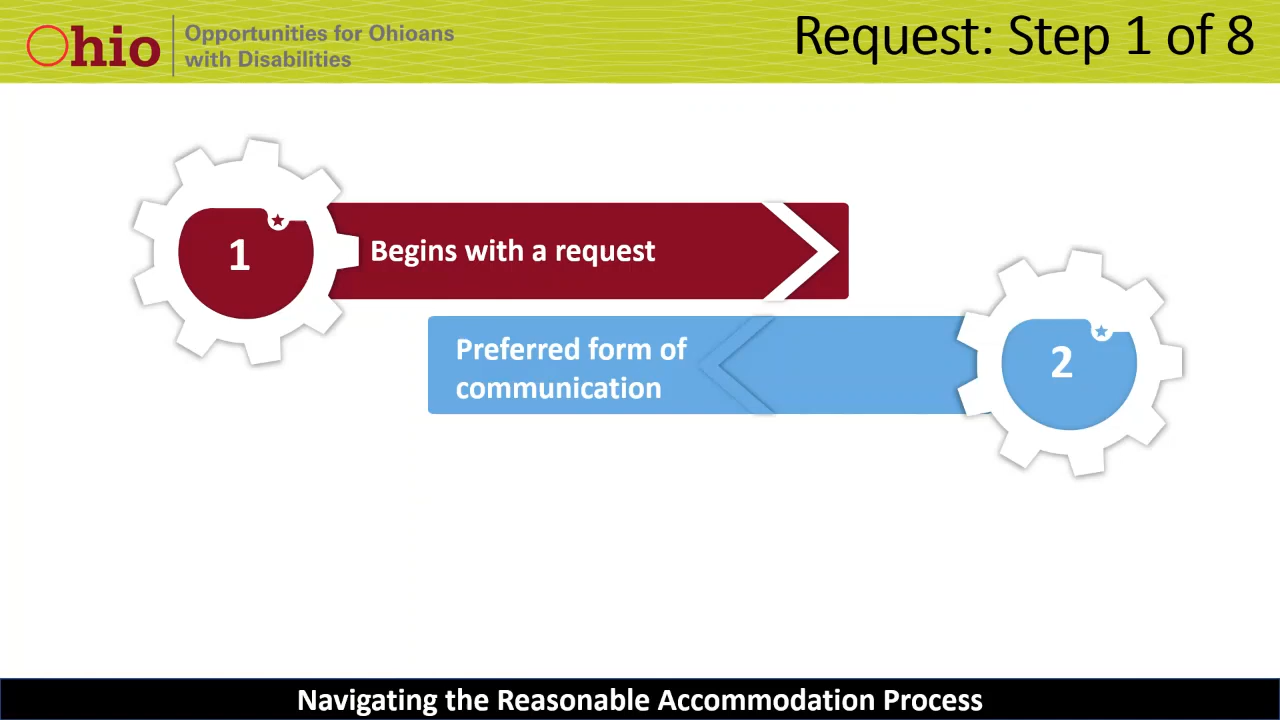 Ohio
Opportunities for Ohioans
with Disabilities
Request: Step 1 of 8
1
Begins with a request
Preferred form of
communication
2
Navigating the Reasonable Accommodation Process